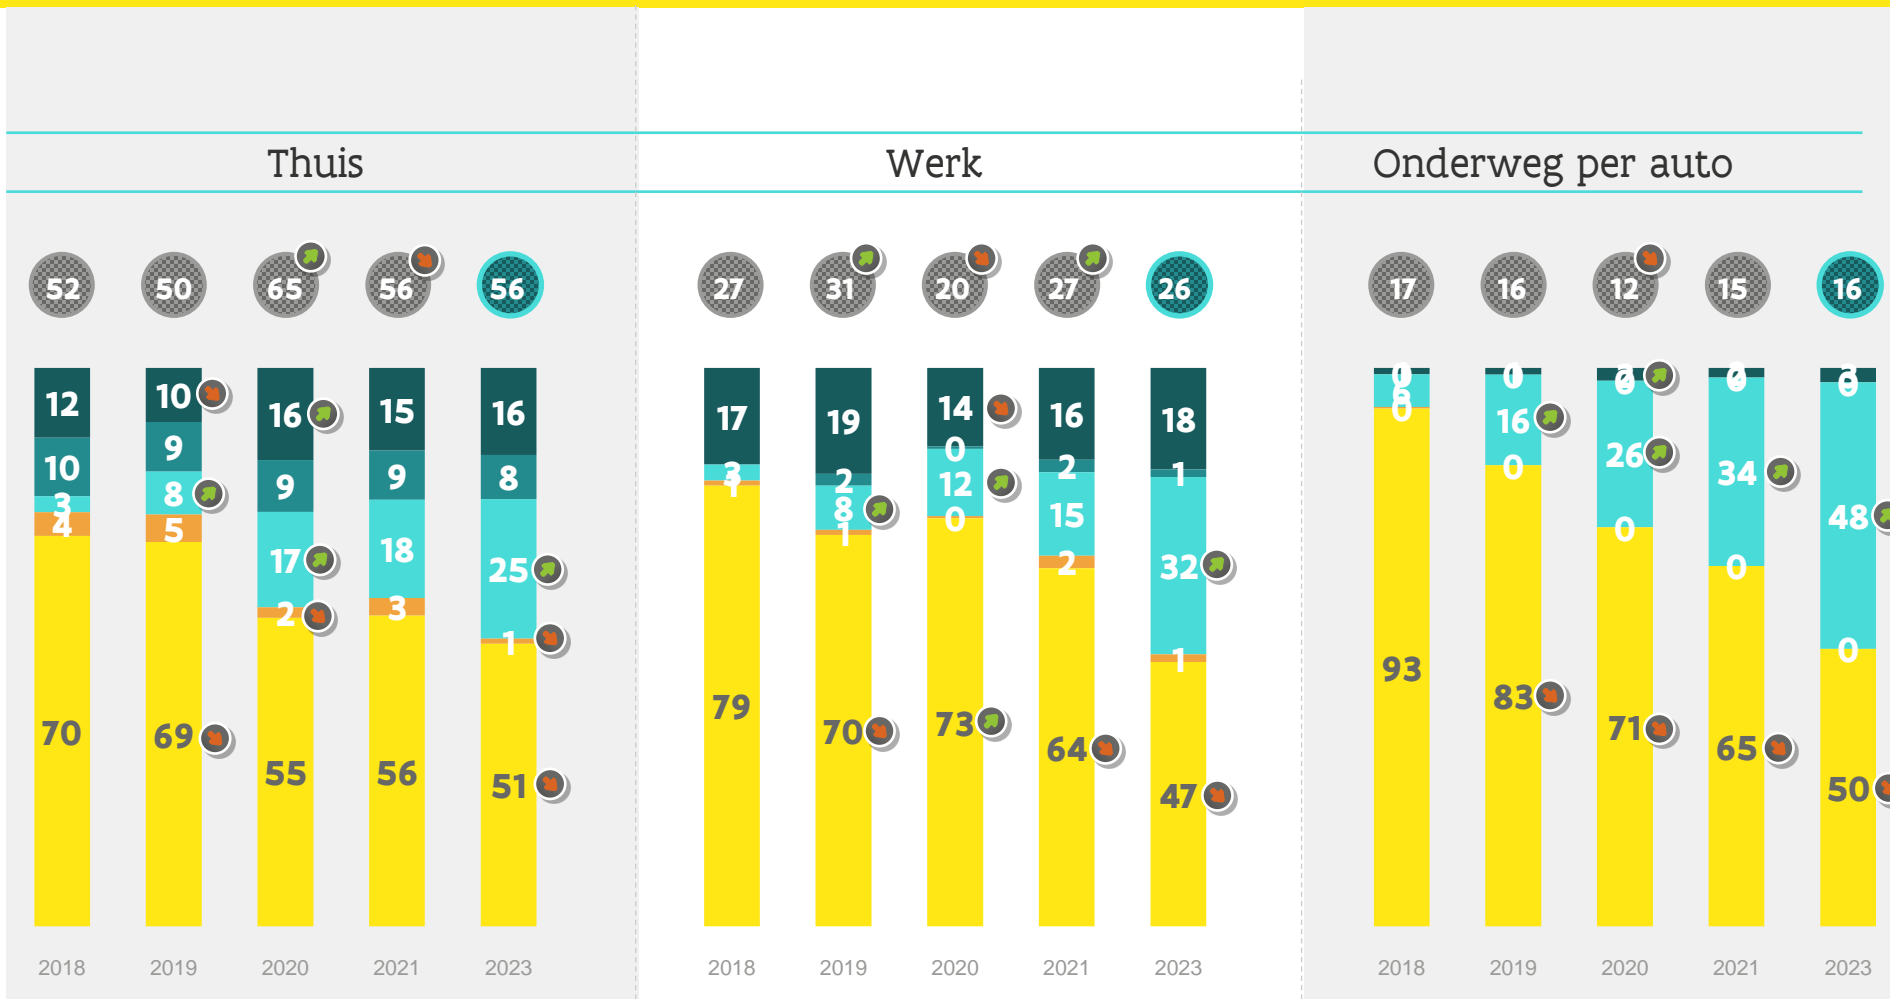 Thuis Werk Onderweg per auto
52 50 65 56 56 27 31 20 27 26 17 16 12 15 16
12 10 16 15 16 17 19 14 16 18
10 9 9 9 8 2 0 2 1
3 8 17 18 25 3 8 12 15 32 16 26 34 48
4 5 2 3 1 1 1 0 2 1 0 0 0 0 0
70 69 55 56 51 79 70 73 64 47 93 83 71 65 50
2018 2019 2020 2021 2023 2018 2019 2020 2021 2023 2018 2019 2020 2021 2023